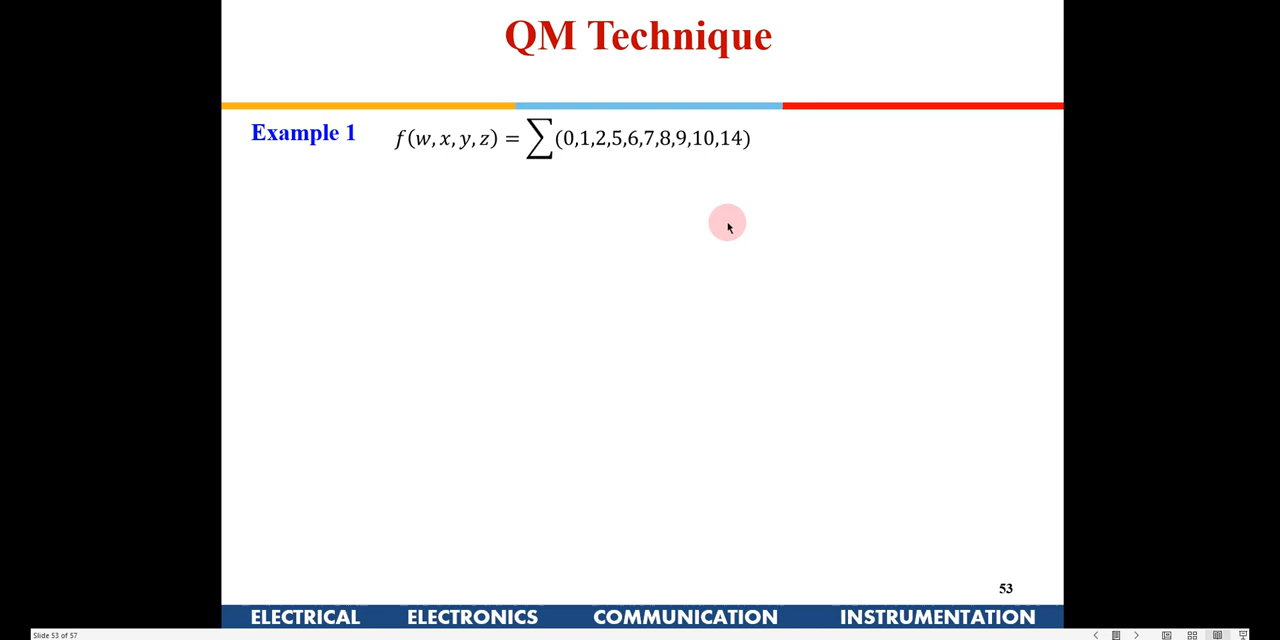 QM Technique
Example 1 f(w, x, y, z) = ∑(0,1,2,5,6,7,8,9,10,14)
53
ELECTRICAL ELECTRONICS COMMUNICATION INSTRUMENTATION
Slide 53 of 57